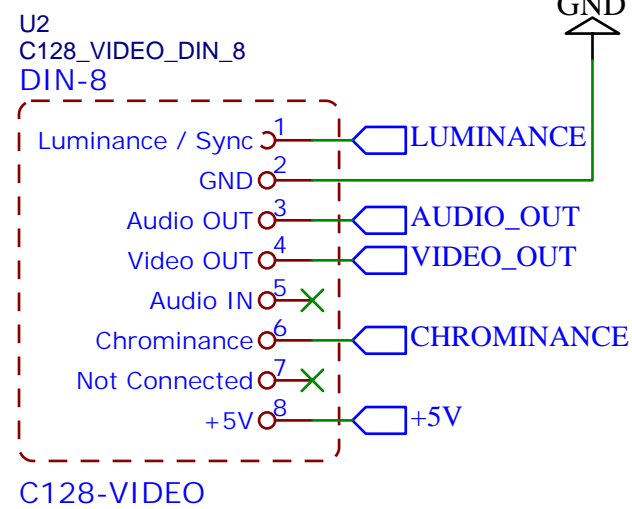 GND
U2
C128_VIDEO_DIN_8
DIN-8
Luminance / Sync 1 LUMINANCE
GND 2
Audio OUT 3 AUDIO_OUT
Video OUT 4 VIDEO_OUT
Audio IN 5
Chrominance 6 CHROMINANCE
Not Connected 7
+5V 8 +5V
C128-VIDEO